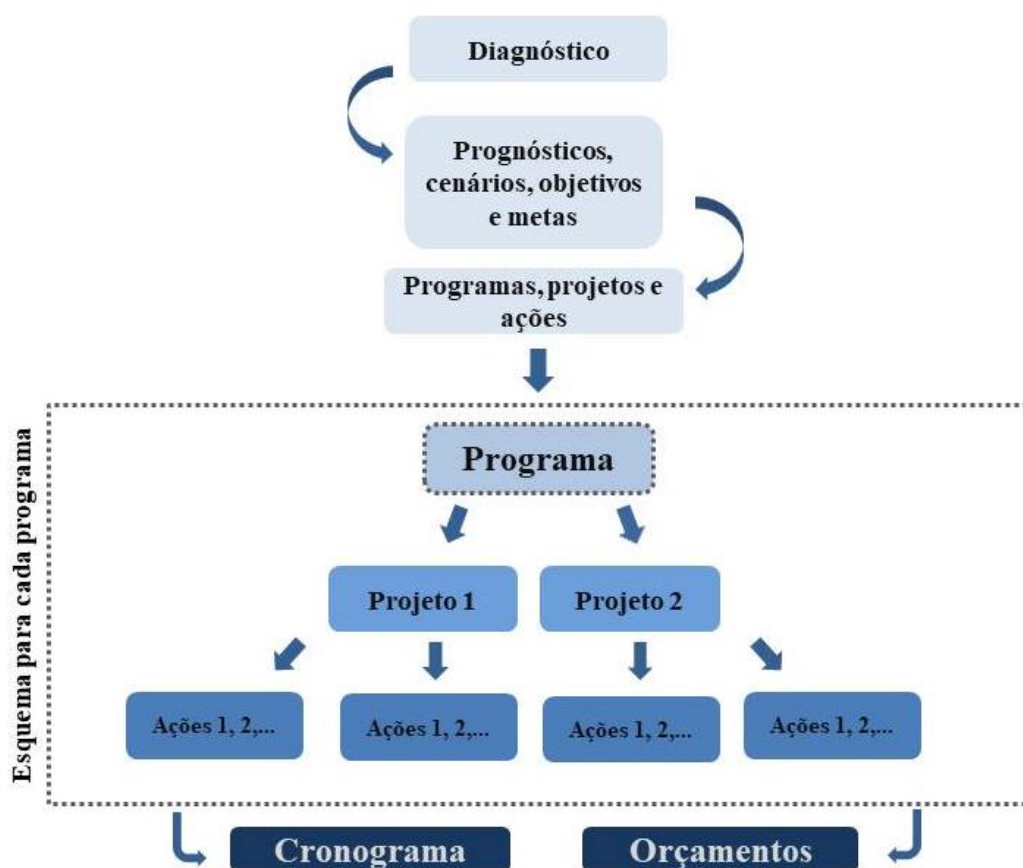 Diagnóstico
Prognósticos,
cenários, objetivos
e metas
Programas, projetos e
ações
Esquema para cada programa
Programa
Projeto 1
Projeto 2
Ações 1, 2,...
Ações 1, 2,...
Ações 1, 2,...
Ações 1, 2,...
Cronograma
Orçamentos